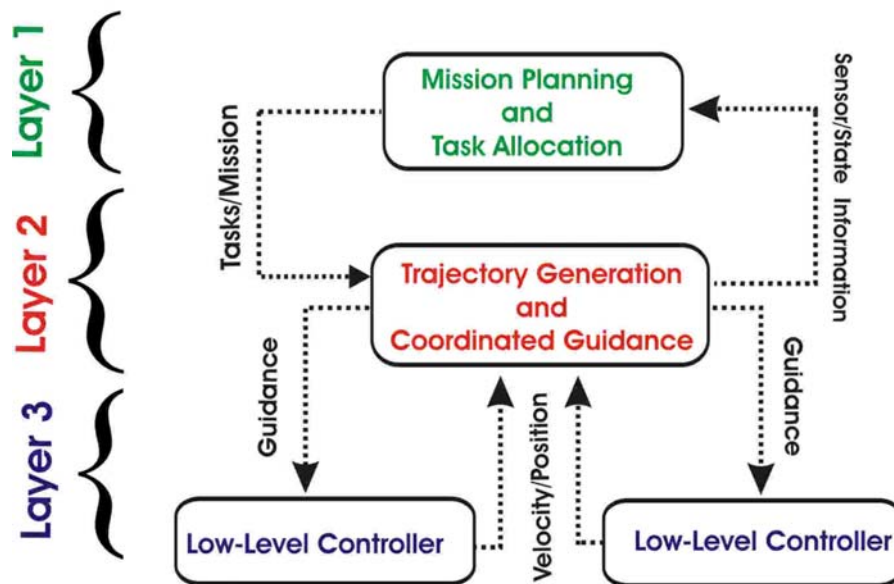 Layer 1
Mission Planning
and
Task Allocation
Sensor/State Information
Tasks/Mission
Layer 2
Trajectory Generation
and
Coordinated Guidance
Guidance
Guidance
Layer 3
Velocity/Position
Low-Level Controller
Low-Level Controller